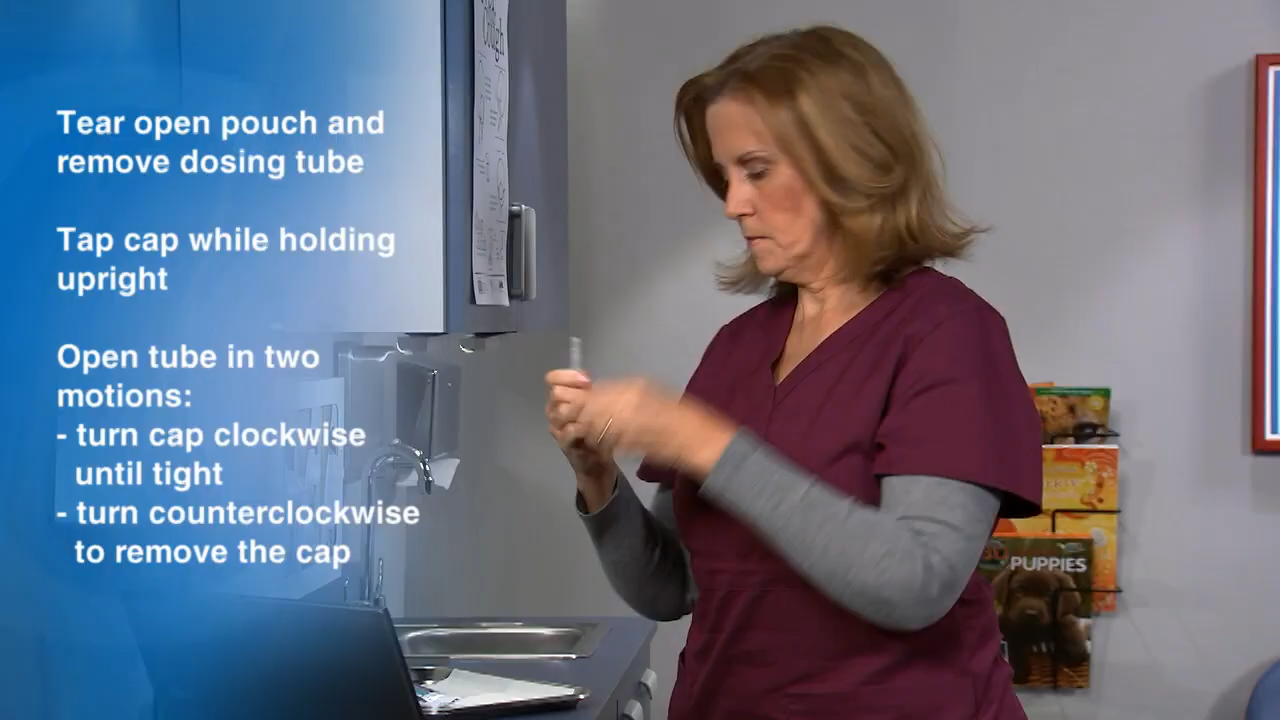 Tear open pouch and
remove dosing tube
Tap cap while holding
upright
Open tube in two
motions:
- turn cap clockwise
until tight
- turn counterclockwise
to remove the cap
Cough
PUPPIES